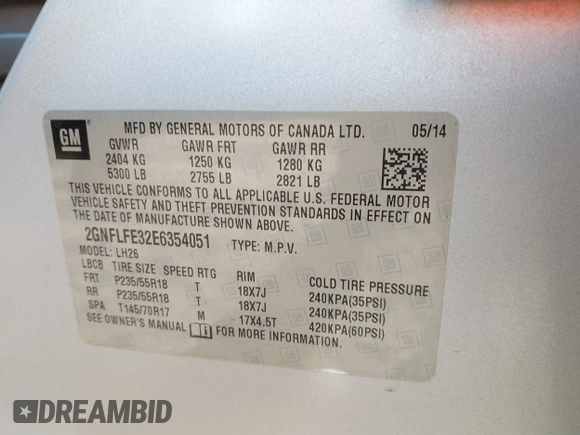 GM
MFD BY GENERAL MOTORS OF CANADA LTD. 05/14
GVWR GAWR FRT GAWR RR
2404 KG 1250 KG 1280 KG
5300 LB 2755 LB 2821 LB
THIS VEHICLE CONFORMS TO ALL APPLICABLE U.S. FEDERAL MOTOR
VEHICLE SAFETY AND THEFT PREVENTION STANDARDS IN EFFECT ON
THE DATE OF MANUFACTURE SHOWN ABOVE.
2GNFLFE32E6354051 TYPE: M.P.V.
MODEL: LH26
LBCB TIRE SIZE SPEED RTG RIM COLD TIRE PRESSURE
FRT P235/55R18 T 18X7J 240KPA(35PSI)
RR P235/55R18 T 18X7J 240KPA(35PSI)
SPA T145/70R17 M 17X4.5T 420KPA(60PSI)
SEE OWNER'S MANUAL FOR MORE INFORMATION.
DREAMBID